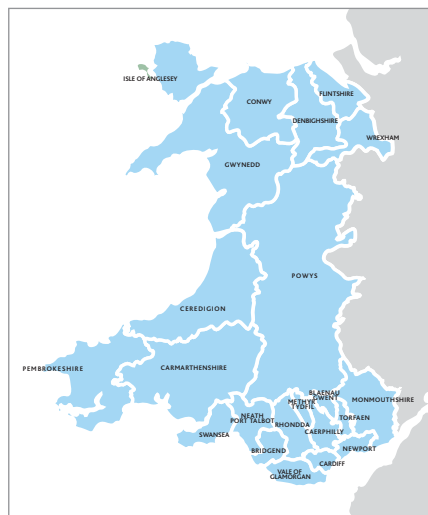 ISLE OF ANGLESEY
FLINTSHIRE
CONWY
DENBIGHSHIRE
WREXHAM
GWYNEDD
POWYS
CEREDIGION
PEMBROKESHIRE
CARMARTHENSHIRE
BLAENAU
GWENT
MONMOUTHSHIRE
METHYR
TYDFIL
NEATH
PORT TALBOT
TORFAEN
RHONDDA
CAERPHILLY
SWANSEA
NEWPORT
BRIDGEND
CARDIFF
VALE OF
GLAMORGAN